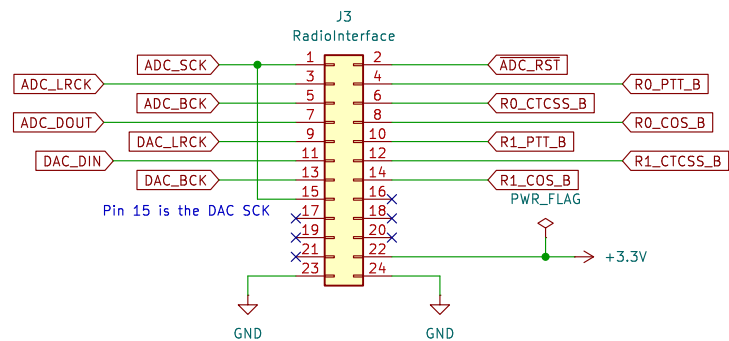 J3
RadioInterface
ADC_SCK 1 2 ADC_RST
ADC_LRCK 3 4 R0_PTT_B
ADC_BCK 5 6 R0_CTCSS_B
ADC_DOUT 7 8 R0_COS_B
DAC_LRCK 9 10 R1_PTT_B
DAC_DIN 11 12 R1_CTCSS_B
DAC_BCK 13 14 R1_COS_B
15 16 PWR_FLAG
Pin 15 is the DAC SCK 17 18
19 20
21 22 +3.3V
23 24
GND GND